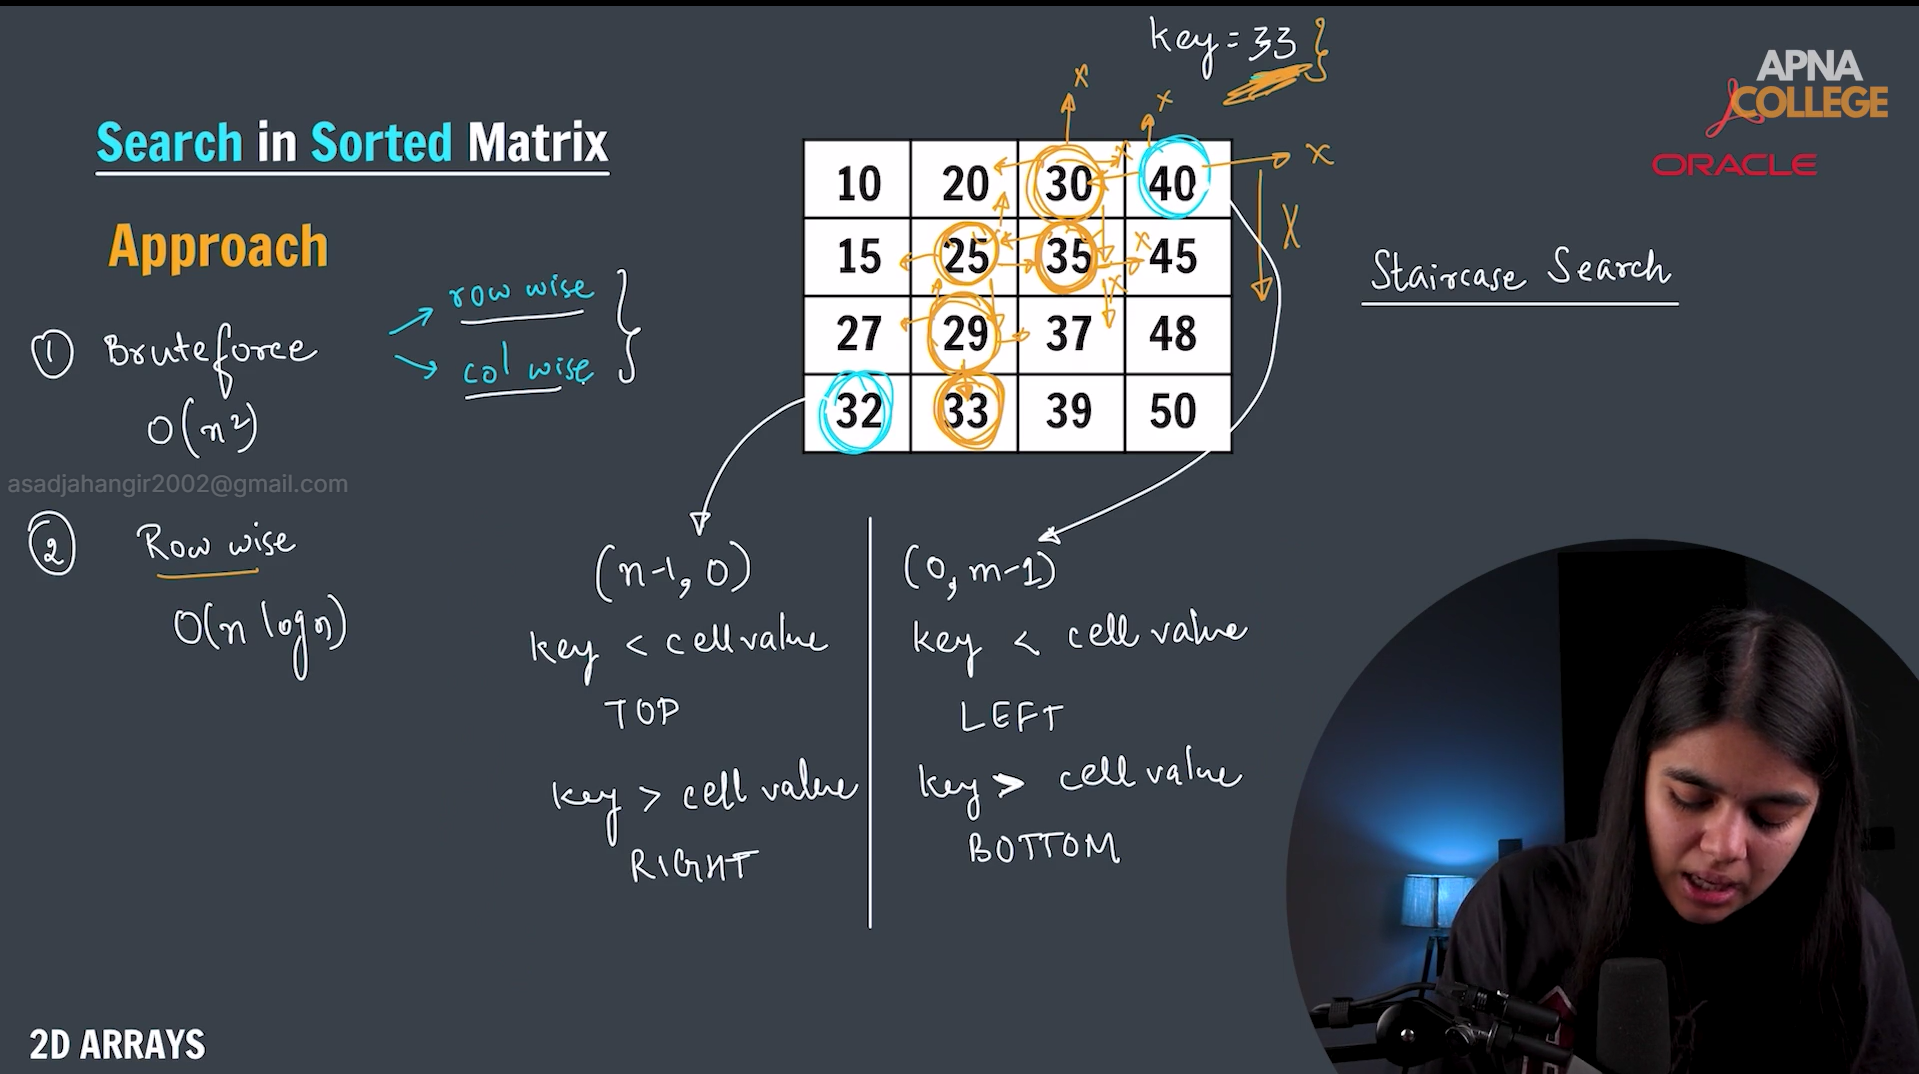 key = 33 }
APNA
COLLEGE
ORACLE
Search in Sorted Matrix
Approach
x
x
10 20 30 40
x
x
15 25 35 45
x
x
X
27 29 37 48
32 33 39 50
Staircase Search
① Bruteforce
row wise
col wise
O(n²)
asadjahangir2002@gmail.com
② Row wise
O(n log n)
(n-1, 0)
key < cell value
TOP
key > cell value
RIGHT
(0, m-1)
key < cell value
LEFT
key > cell value
BOTTOM
2D ARRAYS